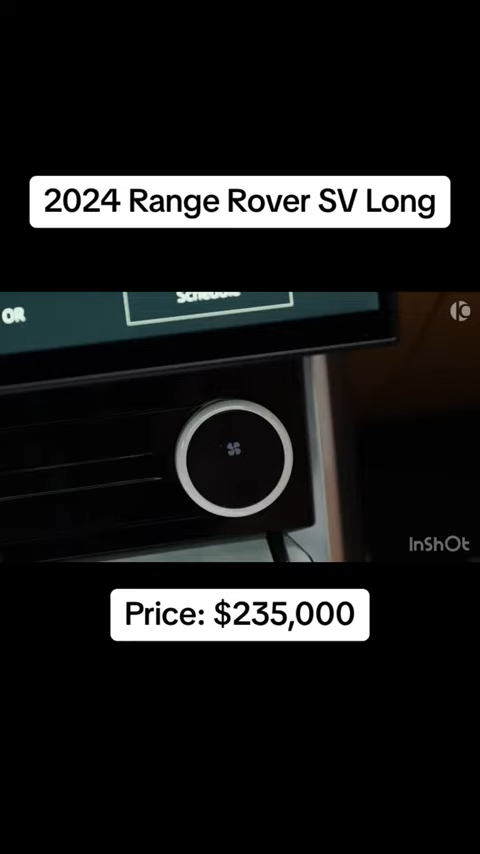 2024 Range Rover SV Long
OR
Schedule
InShOt
Price: $235,000